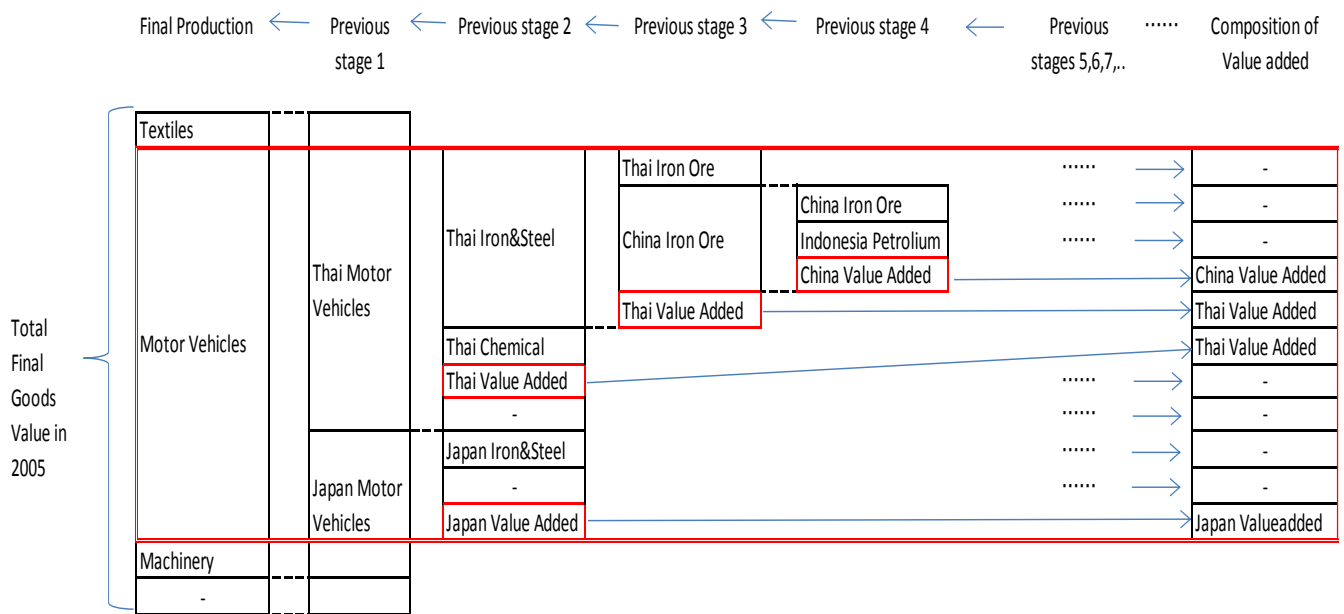 Final Production
Previous
stage 1
Previous stage 2
Previous stage 3
Previous stage 4
Previous
stages 5,6,7,..
......
Composition of
Value added
Total
Final
Goods
Value in
2005
Textiles
Motor Vehicles
Machinery
-
Thai Motor
Vehicles
Japan Motor
Vehicles
Thai Iron&Steel
Thai Chemical
Thai Value Added
-
Japan Iron&Steel
-
Japan Value Added
Thai Iron Ore
China Iron Ore
Thai Value Added
China Iron Ore
Indonesia Petrolium
China Value Added
......
......
......
......
......
......
......
-
-
-
China Value Added
Thai Value Added
Thai Value Added
-
-
-
-
Japan Valueadded